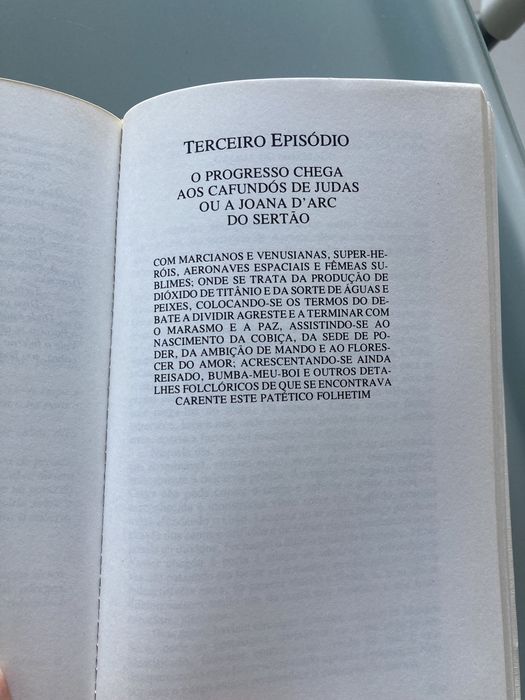 TERCEIRO EPISÓDIO
O PROGRESSO CHEGA
AOS CAFUNDÓS DE JUDAS
OU A JOANA D'ARC
DO SERTÃO
COM MARCIANOS E VENUSIANAS, SUPER-HE-
RÓIS, AERONAVES ESPACIAIS E FÊMEAS SU-
BLIMES; ONDE SE TRATA DA PRODUÇÃO DE
DIÓXIDO DE TITÂNIO E DA SORTE DE ÁGUAS E
PEIXES, COLOCANDO-SE OS TERMOS DO DE-
BATE A DIVIDIR AGRESTE E A TERMINAR COM
O MARASMO E A PAZ, ASSISTINDO-SE AO
NASCIMENTO DA COBIÇA, DA SEDE DE PO-
DER, DA AMBIÇÃO DE MANDO E AO FLORES-
CER DO AMOR; ACRESCENTANDO-SE AINDA
REISADO, BUMBA-MEU-BOI E OUTROS DETA-
LHES FOLCLÓRICOS DE QUE SE ENCONTRAVA
CARENTE ESTE PATÉTICO FOLHETIM